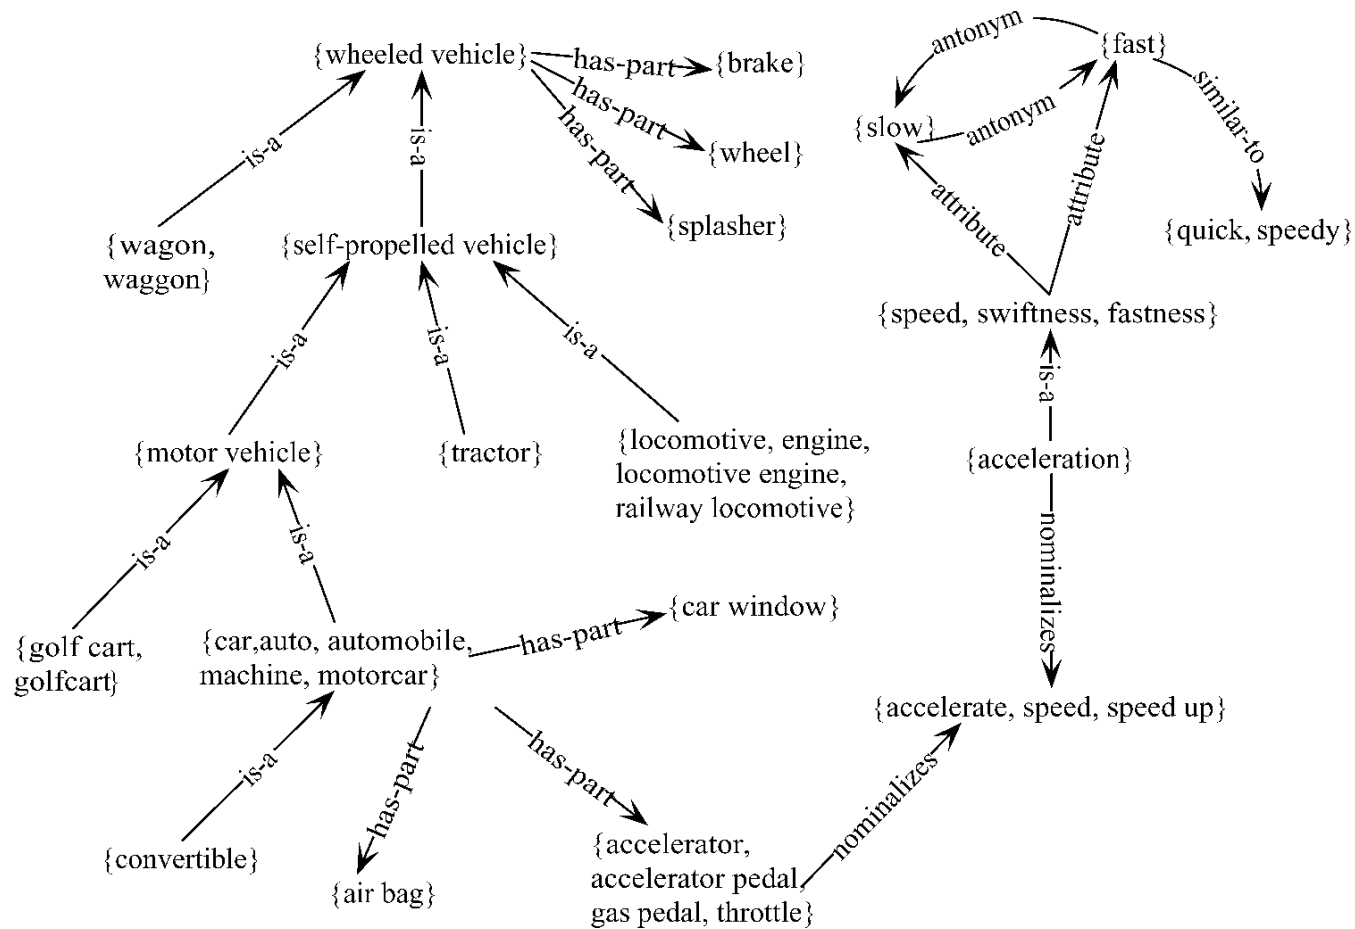 antonym
{fast}
{wheeled vehicle}
has-part
{brake}
similar-to
has-part
{slow}
antonym
is-a
is-a
has-part
{wheel}
attribute
attribute
{wagon,
waggon}
{self-propelled vehicle}
{splasher}
{quick, speedy}
{speed, swiftness, fastness}
is-a
is-a
is-a
is-a
{motor vehicle}
{tractor}
{locomotive, engine,
locomotive engine,
railway locomotive}
{acceleration}
is-a
is-a
nominalizes
{car window}
{golf cart,
golfcart}
{car,auto, automobile,
machine, motorcar}
has-part
{accelerate, speed, speed up}
is-a
has-part
has-part
nominalizes
{convertible}
{air bag}
{accelerator,
accelerator pedal,
gas pedal, throttle}